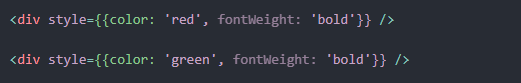 <div style={{color: 'red', fontWeight: 'bold'}} />
<div style={{color: 'green', fontWeight: 'bold'}} />